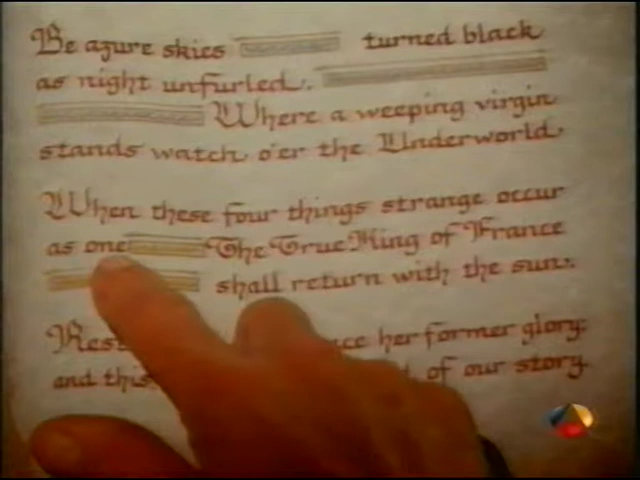 Be azure skies turned black
as night unfurled.
Where a weeping virgin
stands watch o'er the Underworld
When these four things strange occur
as one The True King of France
shall return with the sun.
her former glory.
and this of our story